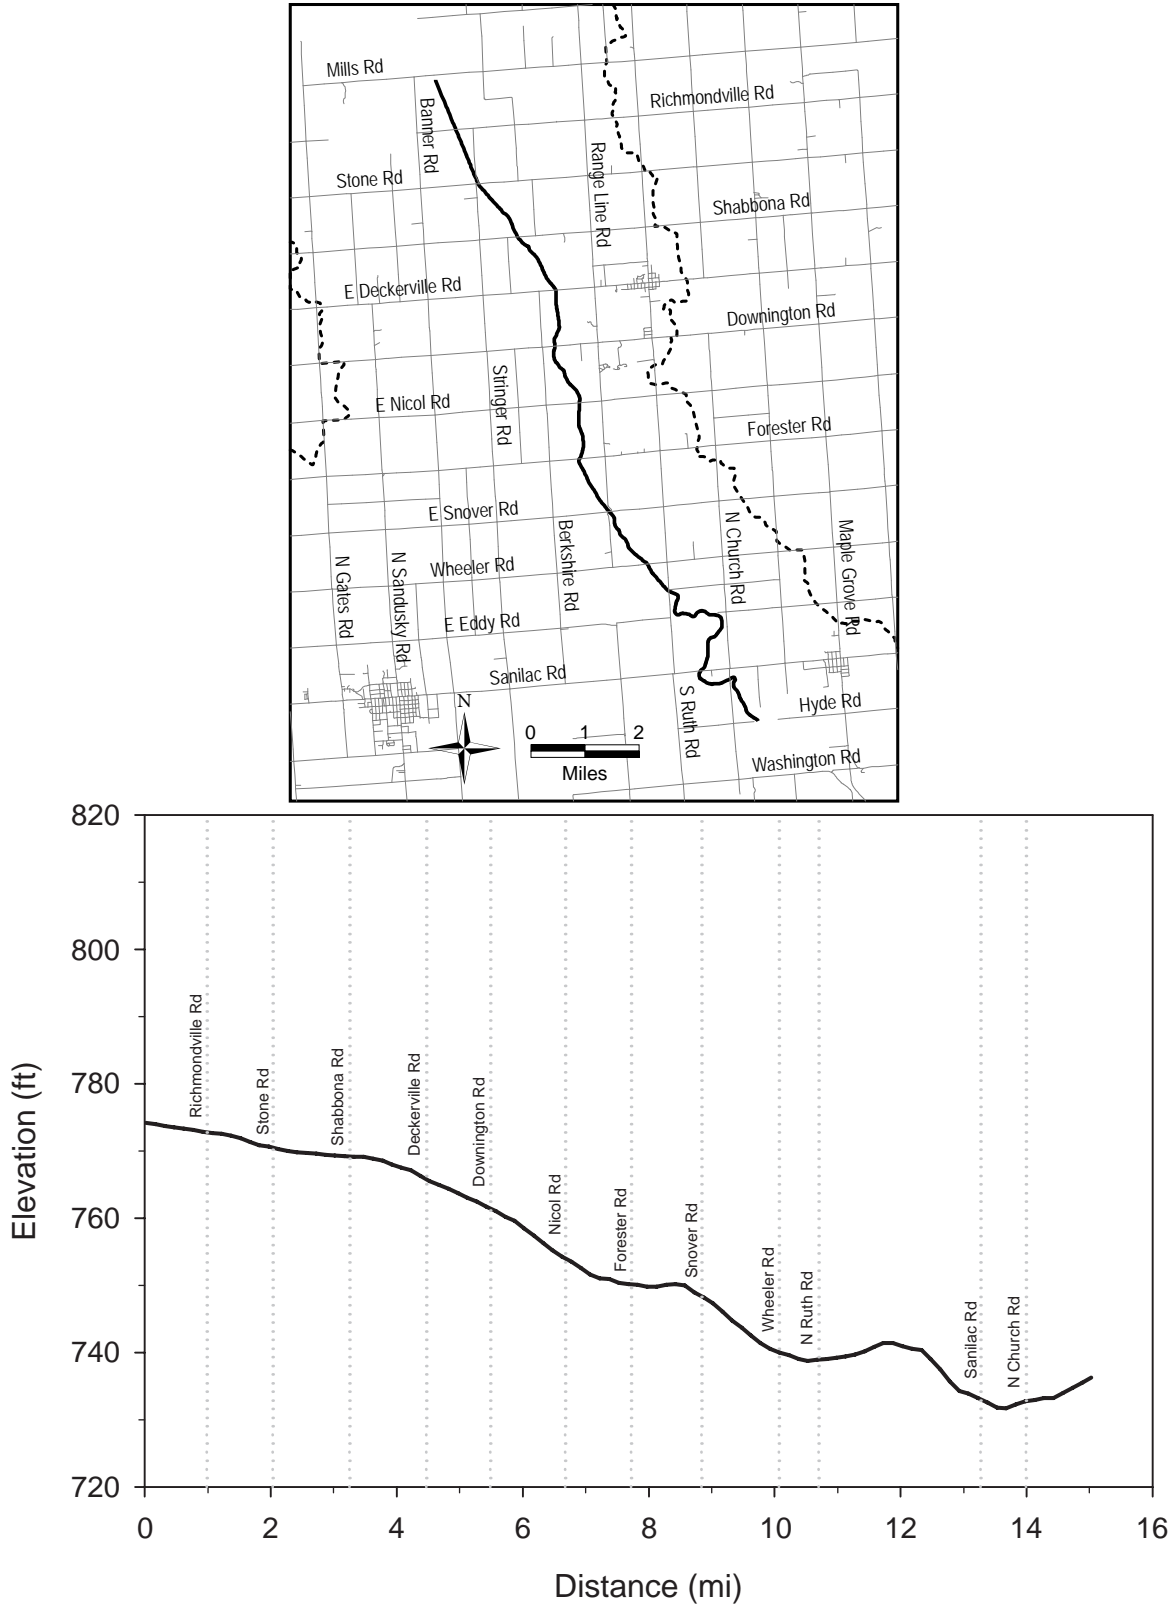 Mills Rd
Banner Rd
Richmondville Rd
Range Line Rd
Stone Rd
Shabbona Rd
E Deckerville Rd
Downington Rd
Stringer Rd
E Nicol Rd
Forester Rd
E Snover Rd
Berkshire Rd
N Church Rd
Maple Grove Rd
N Gates Rd
N Sandusky Rd
Wheeler Rd
E Eddy Rd
Sanilac Rd
S Ruth Rd
Hyde Rd
Washington Rd
N
0 1 2
Miles
820
800
780
760
740
720
Elevation (ft)
Richmondville Rd
Stone Rd
Shabbona Rd
Deckerville Rd
Downington Rd
Nicol Rd
Forester Rd
Snover Rd
Wheeler Rd
N Ruth Rd
Sanilac Rd
N Church Rd
0 2 4 6 8 10 12 14 16
Distance (mi)